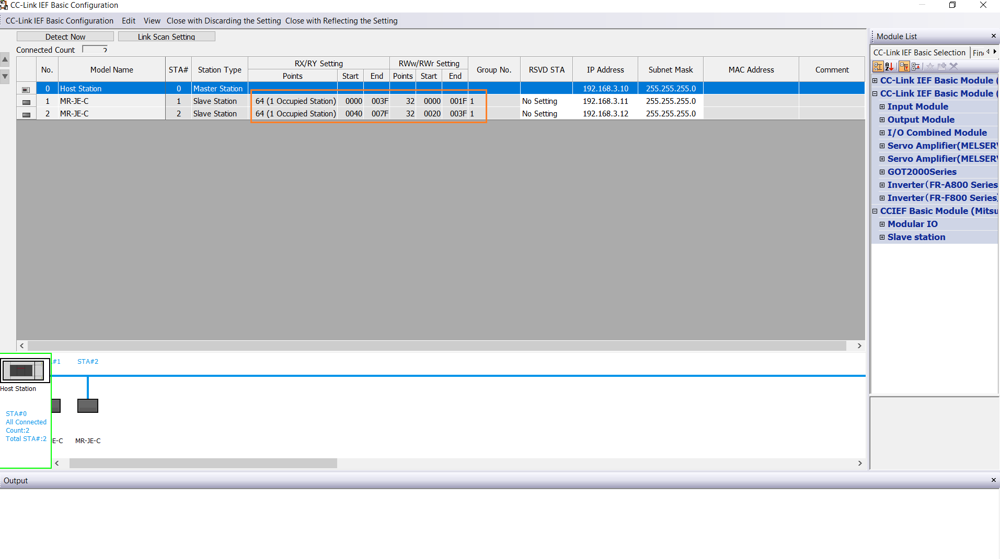 CC-Link IEF Basic Configuration
CC-Link IEF Basic Configuration Edit View Close with Discarding the Setting Close with Reflecting the Setting
Detect Now Link Scan Setting
Connected Count 2
No. Model Name STA# Station Type RX/RY Setting RWw/RWr Setting Group No. RSVD STA IP Address Subnet Mask MAC Address Comment
Points Start End Points Start End
0 Host Station 0 Master Station 192.168.3.10 255.255.255.0
1 MR-JE-C 1 Slave Station 64 (1 Occupied Station) 0000 003F 32 0000 001F 1 No Setting 192.168.3.11 255.255.255.0
2 MR-JE-C 2 Slave Station 64 (1 Occupied Station) 0040 007F 32 0020 003F 1 No Setting 192.168.3.12 255.255.255.0
#1 STA#2
Host Station
STA#0
All Connected
Count:2
Total STA#:2
E-C MR-JE-C
Output
Module List
CC-Link IEF Basic Selection Fin
CC-Link IEF Basic Module (
CC-Link IEF Basic Module (
Input Module
Output Module
I/O Combined Module
Servo Amplifier(MELSERV
Servo Amplifier(MELSERV
GOT2000Series
Inverter(FR-A800 Series
Inverter(FR-F800 Series)
CCIEF Basic Module (Mitsu
Modular IO
Slave station